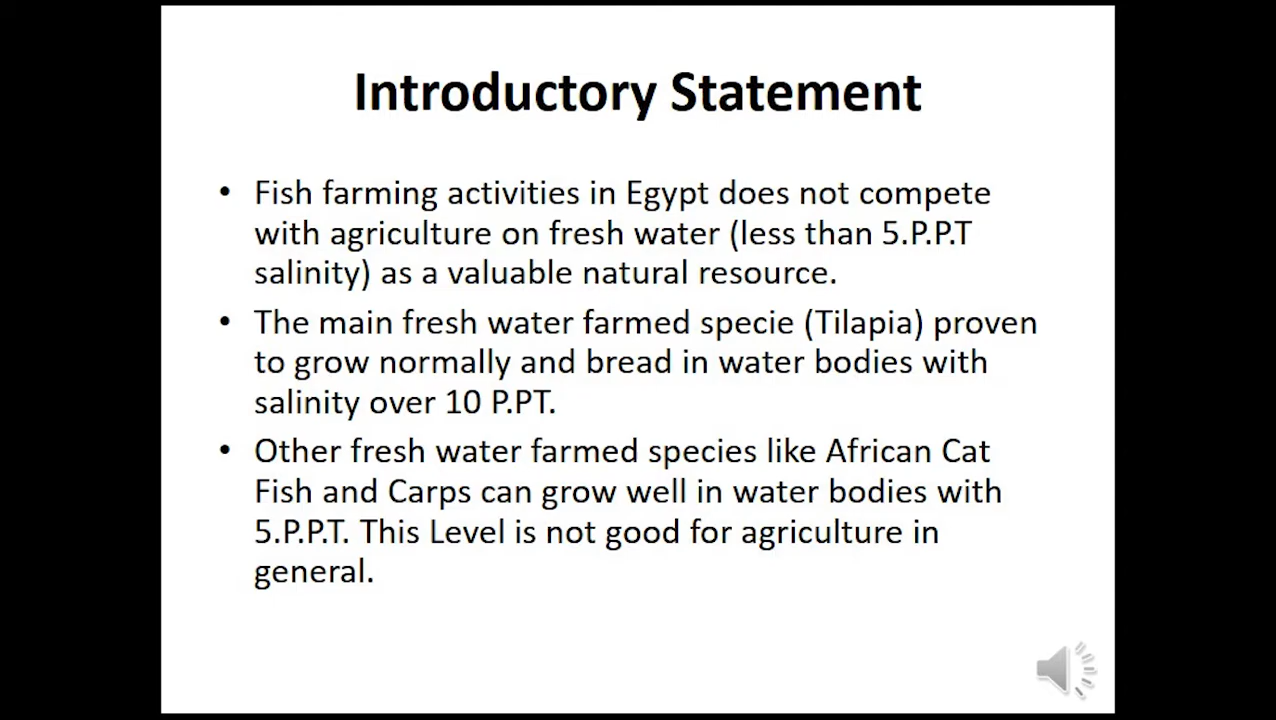 Introductory Statement
• Fish farming activities in Egypt does not compete
with agriculture on fresh water (less than 5.P.P.T
salinity) as a valuable natural resource.
• The main fresh water farmed specie (Tilapia) proven
to grow normally and bread in water bodies with
salinity over 10 P.PT.
• Other fresh water farmed species like African Cat
Fish and Carps can grow well in water bodies with
5.P.P.T. This Level is not good for agriculture in
general.